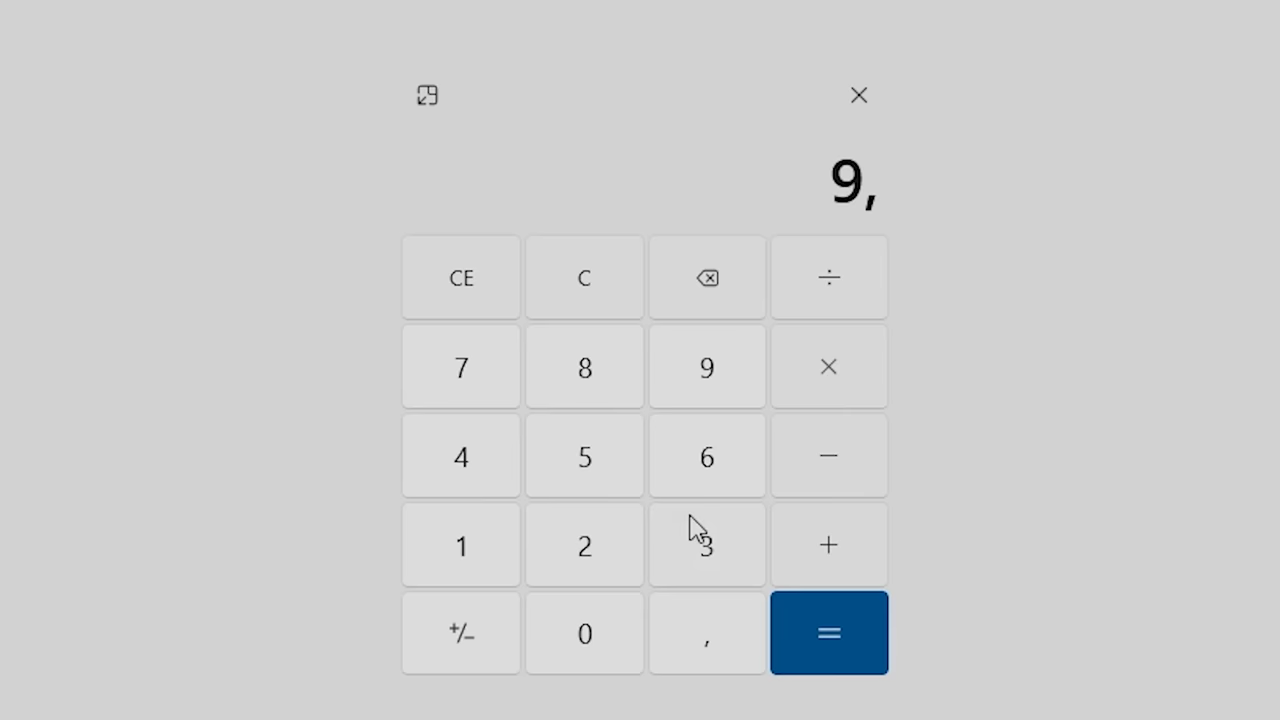 9,
CE C ÷
7 8 9 ×
4 5 6 −
1 2 3 +
+/− 0 , =